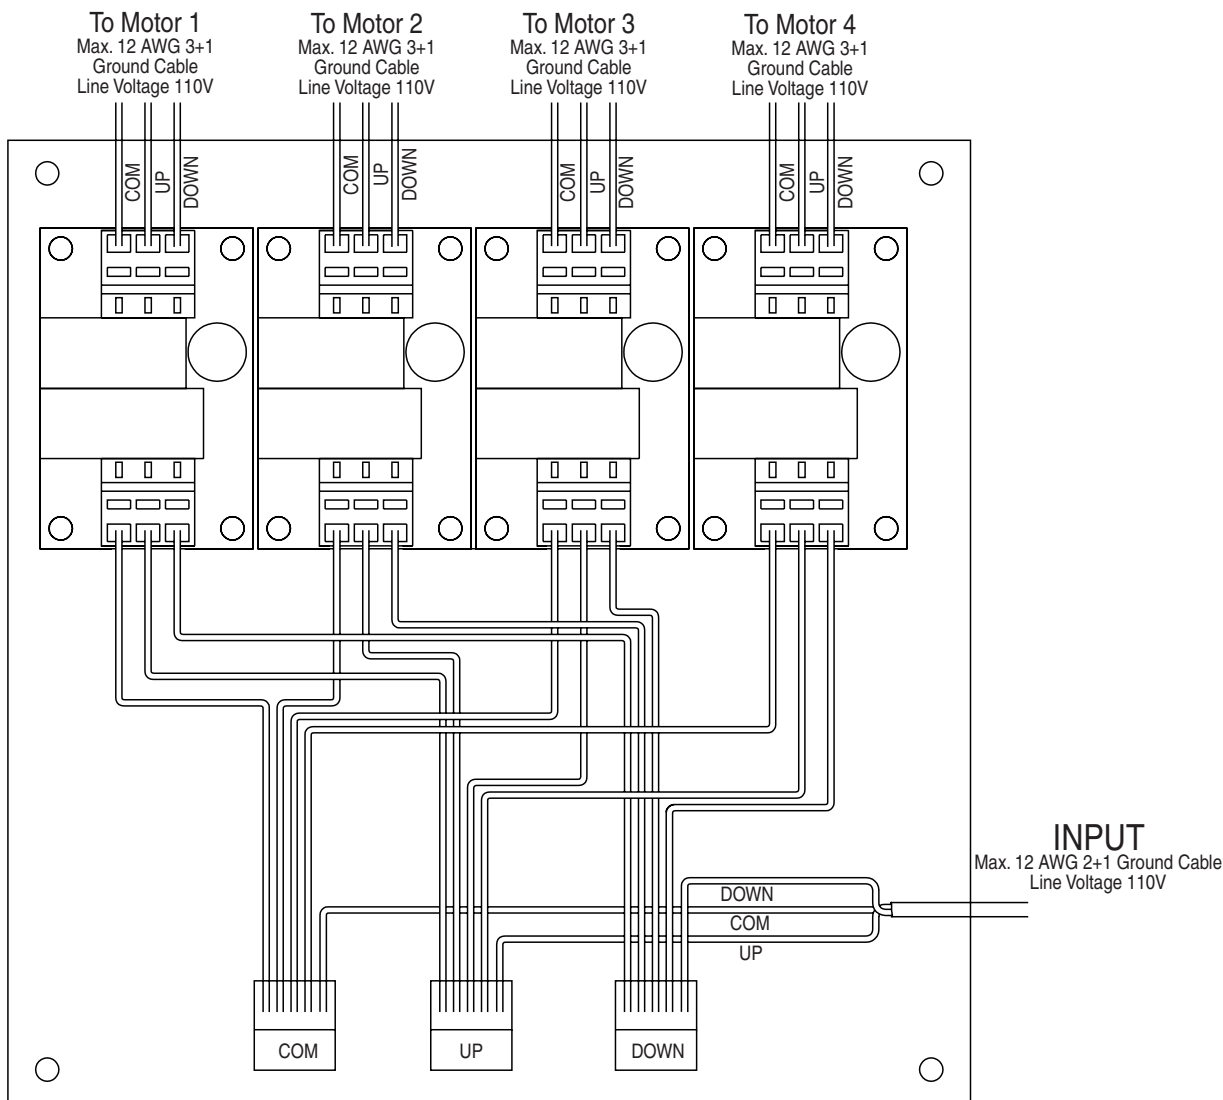 To Motor 1
Max. 12 AWG 3+1
Ground Cable
Line Voltage 110V
To Motor 2
Max. 12 AWG 3+1
Ground Cable
Line Voltage 110V
To Motor 3
Max. 12 AWG 3+1
Ground Cable
Line Voltage 110V
To Motor 4
Max. 12 AWG 3+1
Ground Cable
Line Voltage 110V
COM
UP
DOWN
COM
UP
DOWN
COM
UP
DOWN
COM
UP
DOWN
INPUT
Max. 12 AWG 2+1 Ground Cable
Line Voltage 110V
DOWN
COM
UP
COM
UP
DOWN